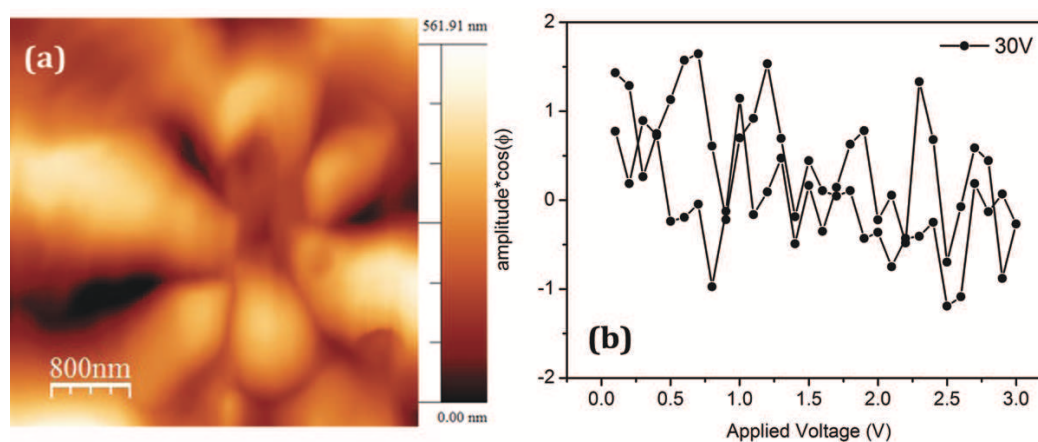 (a)
561.91 nm
0.00 nm
800nm
amplitude*cos(ϕ)
2
1
0
-1
-2
30V
(b)
0.0 0.5 1.0 1.5 2.0 2.5 3.0
Applied Voltage (V)